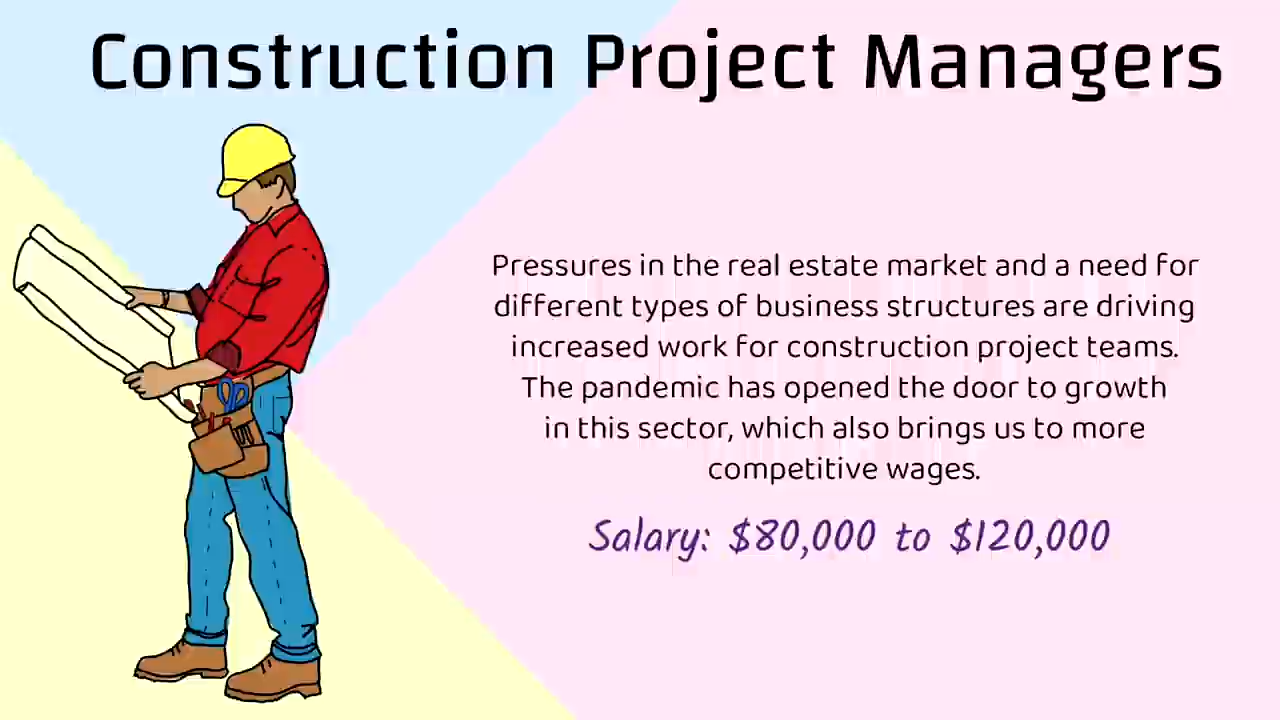 Construction Project Managers
Pressures in the real estate market and a need for
different types of business structures are driving
increased work for construction project teams.
The pandemic has opened the door to growth
in this sector, which also brings us to more
competitive wages.
Salary: $80,000 to $120,000